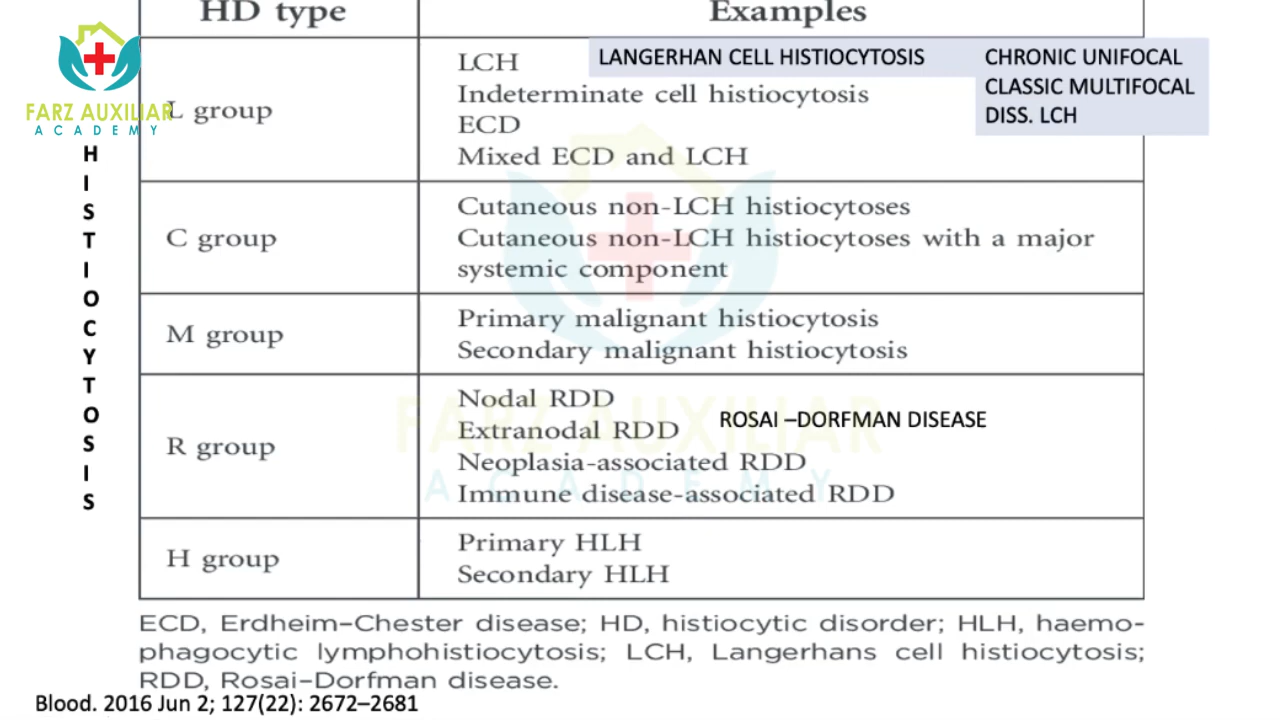 HD type Examples
FARZ AUXILIAR
ACADEMY
HISTIOCYTOSIS
L group
LCH
LANGERHAN CELL HISTIOCYTOSIS
CHRONIC UNIFOCAL
CLASSIC MULTIFOCAL
DISS. LCH
Indeterminate cell histiocytosis
ECD
Mixed ECD and LCH
C group
Cutaneous non-LCH histiocytoses
Cutaneous non-LCH histiocytoses with a major
systemic component
M group
Primary malignant histiocytosis
Secondary malignant histiocytosis
R group
Nodal RDD
Extranodal RDD
ROSAI –DORFMAN DISEASE
Neoplasia-associated RDD
Immune disease-associated RDD
H group
Primary HLH
Secondary HLH
FARZ AUXILIAR
ACADEMY
ECD, Erdheim–Chester disease; HD, histiocytic disorder; HLH, haemo-
phagocytic lymphohistiocytosis; LCH, Langerhans cell histiocytosis;
RDD, Rosai–Dorfman disease.
Blood. 2016 Jun 2; 127(22): 2672–2681